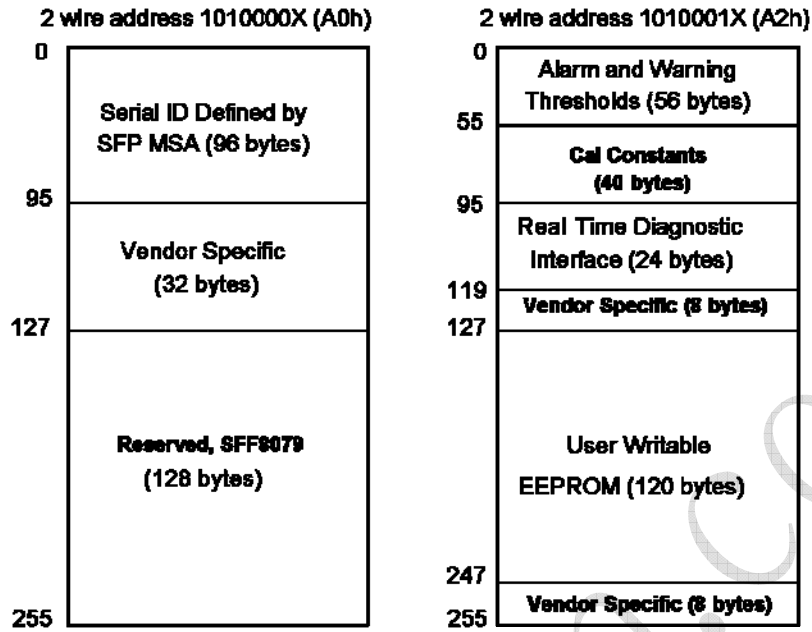 2 wire address 1010000X (A0h)
0
Serial ID Defined by
SFP MSA (96 bytes)
95
Vendor Specific
(32 bytes)
127
Reserved, SFF8079
(128 bytes)
255
2 wire address 1010001X (A2h)
0
Alarm and Warning
Thresholds (56 bytes)
55
Cal Constants
(40 bytes)
95
Real Time Diagnostic
Interface (24 bytes)
119
Vendor Specific (8 bytes)
127
User Writable
EEPROM (120 bytes)
247
Vendor Specific (8 bytes)
255